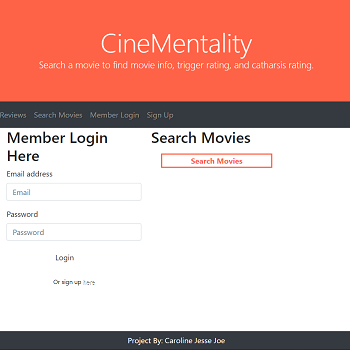 CineMentality
Search a movie to find movie info, trigger rating, and catharsis rating.
Reviews Search Movies Member Login Sign Up
Member Login Here
Search Movies
Search Movies
Email address
Email
Password
Password
Login
Or sign up here
Project By: Caroline Jesse Joe